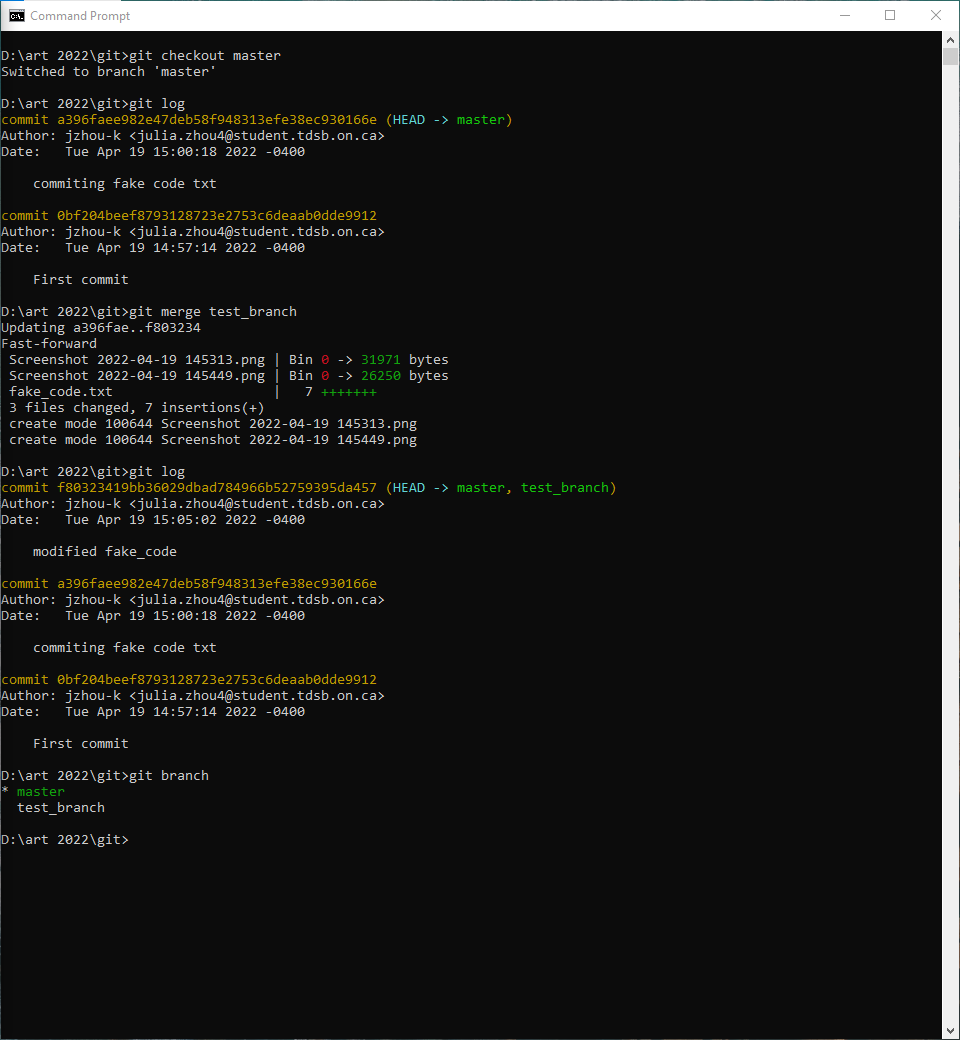 Command Prompt
D:\art 2022\git>git checkout master
Switched to branch 'master'
D:\art 2022\git>git log
commit a396faee982e47deb58f948313efe38ec930166e (HEAD -> master)
Author: jzhou-k <julia.zhou4@student.tdsb.on.ca>
Date:   Tue Apr 19 15:00:18 2022 -0400
    commiting fake code txt
commit 0bf204beef8793128723e2753c6deaab0dde9912
Author: jzhou-k <julia.zhou4@student.tdsb.on.ca>
Date:   Tue Apr 19 14:57:14 2022 -0400
    First commit
D:\art 2022\git>git merge test_branch
Updating a396fae..f803234
Fast-forward
 Screenshot 2022-04-19 145313.png | Bin 0 -> 31971 bytes
 Screenshot 2022-04-19 145449.png | Bin 0 -> 26250 bytes
 fake_code.txt                    |   7 +++++++
 3 files changed, 7 insertions(+)
 create mode 100644 Screenshot 2022-04-19 145313.png
 create mode 100644 Screenshot 2022-04-19 145449.png
D:\art 2022\git>git log
commit f80323419bb36029dbad784966b52759395da457 (HEAD -> master, test_branch)
Author: jzhou-k <julia.zhou4@student.tdsb.on.ca>
Date:   Tue Apr 19 15:05:02 2022 -0400
    modified fake_code
commit a396faee982e47deb58f948313efe38ec930166e
Author: jzhou-k <julia.zhou4@student.tdsb.on.ca>
Date:   Tue Apr 19 15:00:18 2022 -0400
    commiting fake code txt
commit 0bf204beef8793128723e2753c6deaab0dde9912
Author: jzhou-k <julia.zhou4@student.tdsb.on.ca>
Date:   Tue Apr 19 14:57:14 2022 -0400
    First commit
D:\art 2022\git>git branch
* master
  test_branch
D:\art 2022\git>